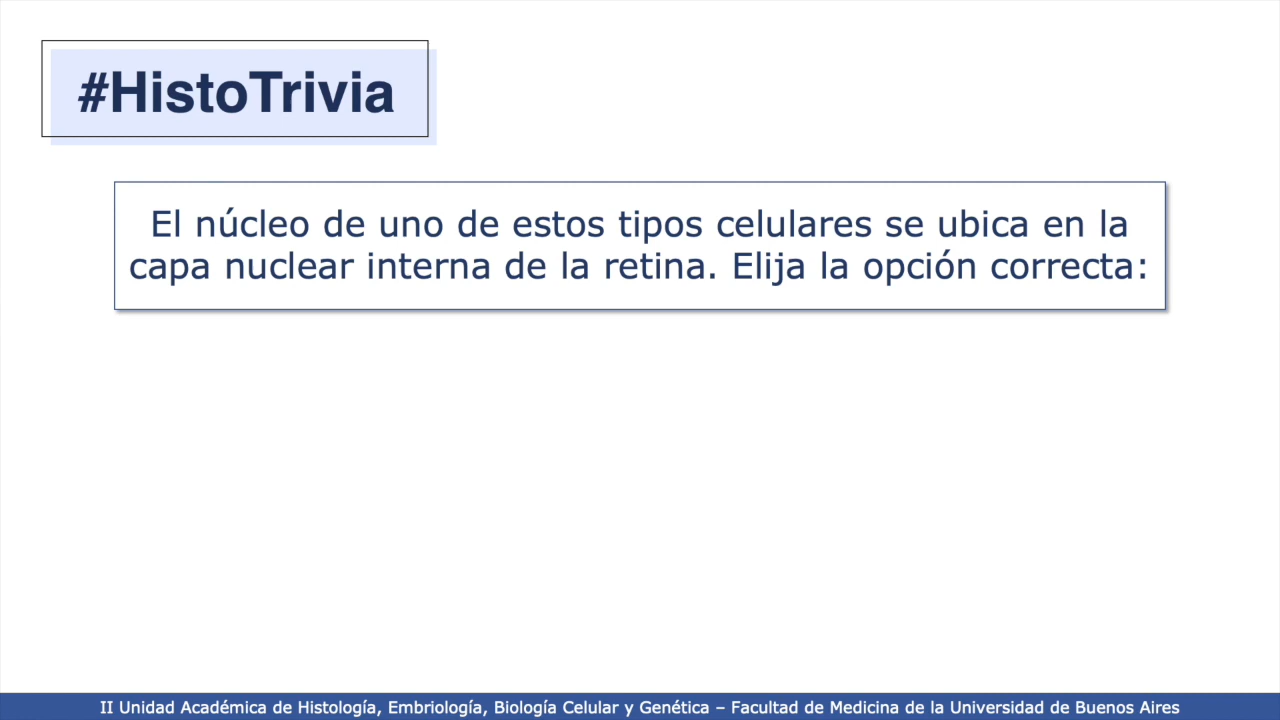 #HistoTrivia
El núcleo de uno de estos tipos celulares se ubica en la
capa nuclear interna de la retina. Elija la opción correcta:
II Unidad Académica de Histología, Embriología, Biología Celular y Genética – Facultad de Medicina de la Universidad de Buenos Aires